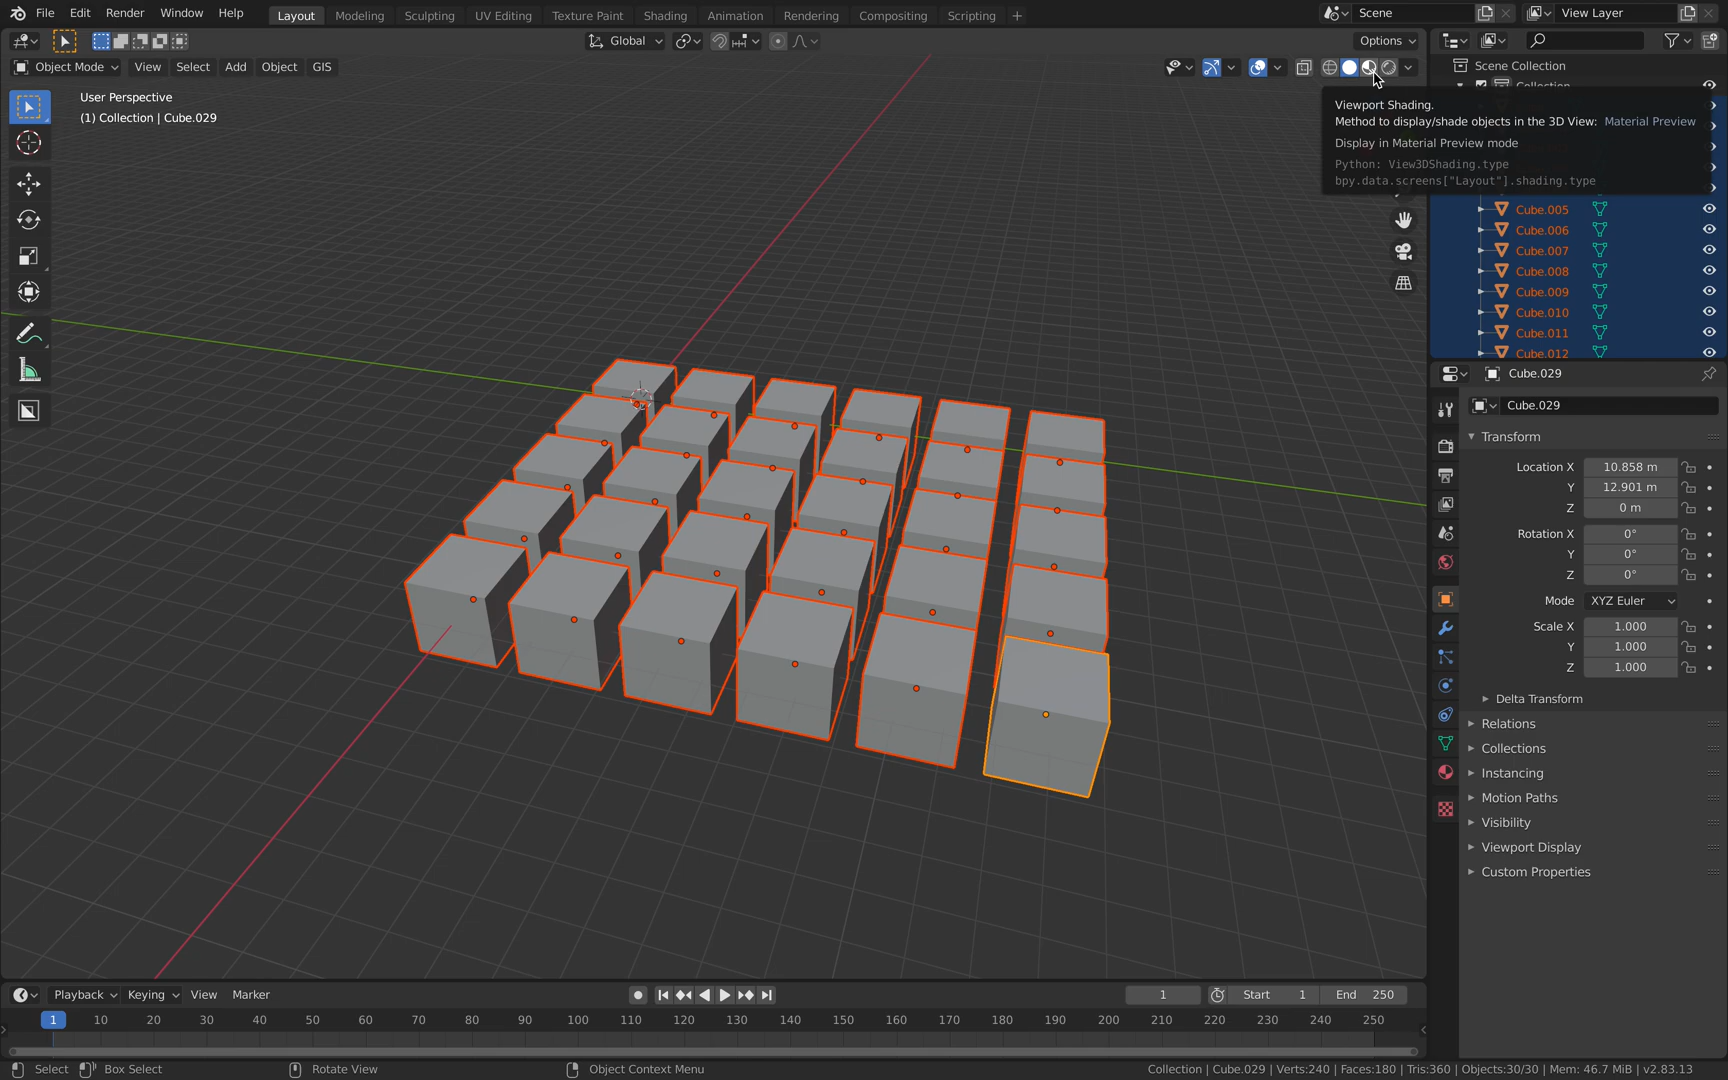 File Edit Render Window Help
Layout Modeling Sculpting UV Editing Texture Paint Shading Animation Rendering Compositing Scripting +
Scene
View Layer
Global
Options
Object Mode View Select Add Object GIS
User Perspective
(1) Collection | Cube.029
Scene Collection
Collection
Viewport Shading.
Method to display/shade objects in the 3D View: Material Preview
Display in Material Preview mode
Python: View3DShading.type
bpy.data.screens["Layout"].shading.type
Cube.005
Cube.006
Cube.007
Cube.008
Cube.009
Cube.010
Cube.011
Cube.012
Cube.029
Cube.029
Transform
Location X 10.858 m
Y 12.901 m
Z 0 m
Rotation X 0°
Y 0°
Z 0°
Mode XYZ Euler
Scale X 1.000
Y 1.000
Z 1.000
Delta Transform
Relations
Collections
Instancing
Motion Paths
Visibility
Viewport Display
Custom Properties
Playback Keying View Marker
1
Start 1
End 250
1 10 20 30 40 50 60 70 80 90 100 110 120 130 140 150 160 170 180 190 200 210 220 230 240 250
Select Box Select Rotate View Object Context Menu
Collection | Cube.029 | Verts:240 | Faces:180 | Tris:360 | Objects:30/30 | Mem: 46.7 MiB | v2.83.13